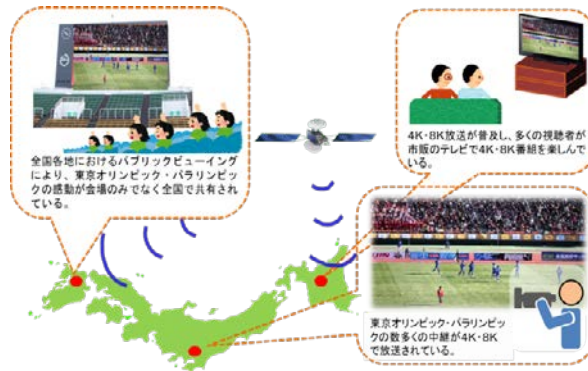 全国各地におけるパブリックビューイング
により、東京オリンピック・パラリンピッ
クの感動が会場のみでなく全国で共有され
ている。
4K・8K放送が普及し、多くの視聴者が
市販のテレビで4K・8K番組を楽しんで
いる。
東京オリンピック・パラリンピッ
クの数多くの中継が4K・8K
で放送されている。